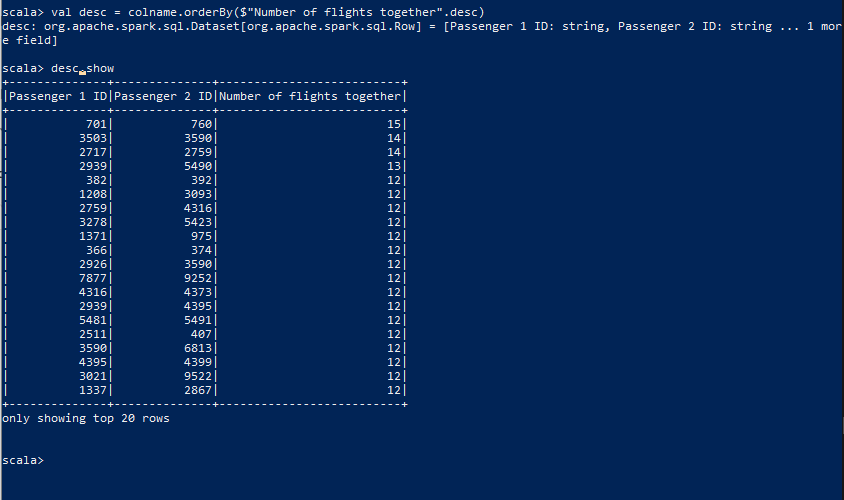 scala> val desc = colname.orderBy($"Number of flights together".desc)
desc: org.apache.spark.sql.Dataset[org.apache.spark.sql.Row] = [Passenger 1 ID: string, Passenger 2 ID: string ... 1 mor
e field]
scala> desc.show
+--------------+--------------+--------------------------+
|Passenger 1 ID|Passenger 2 ID|Number of flights together|
+--------------+--------------+--------------------------+
|           701|           760|                        15|
|          3503|          3590|                        14|
|          2717|          2759|                        14|
|          2939|          5490|                        13|
|           382|           392|                        12|
|          1208|          3093|                        12|
|          2759|          4316|                        12|
|          3278|          5423|                        12|
|          1371|           975|                        12|
|           366|           374|                        12|
|          2926|          3590|                        12|
|          7877|          9252|                        12|
|          4316|          4373|                        12|
|          2939|          4395|                        12|
|          5481|          5491|                        12|
|          2511|           407|                        12|
|          3590|          6813|                        12|
|          4395|          4399|                        12|
|          3021|          9522|                        12|
|          1337|          2867|                        12|
+--------------+--------------+--------------------------+
only showing top 20 rows
scala>